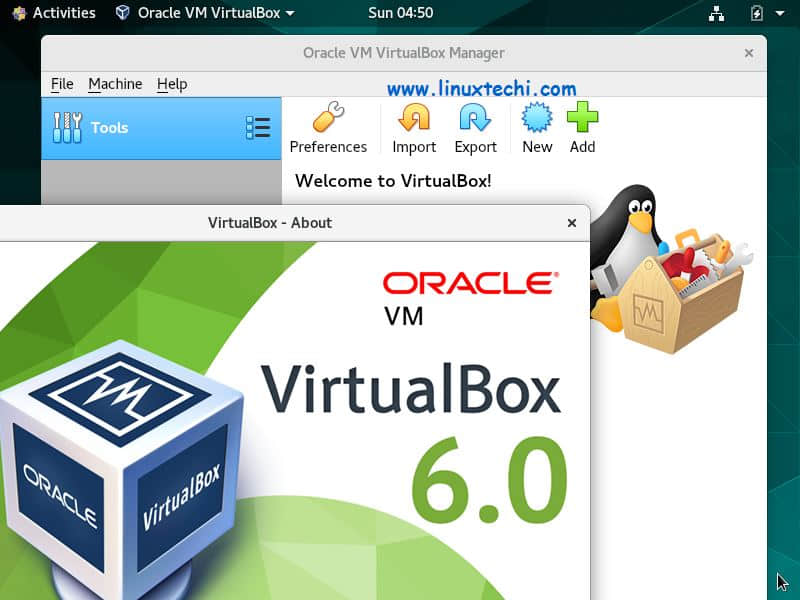 Activities Oracle VM VirtualBox Sun 04:50
Oracle VM VirtualBox Manager
File Machine Help
www.linuxtechi.com
Tools
Preferences Import Export New Add
Welcome to VirtualBox!
VirtualBox - About
ORACLE®
VM
VirtualBox
6.0
ORACLE
VirtualBox